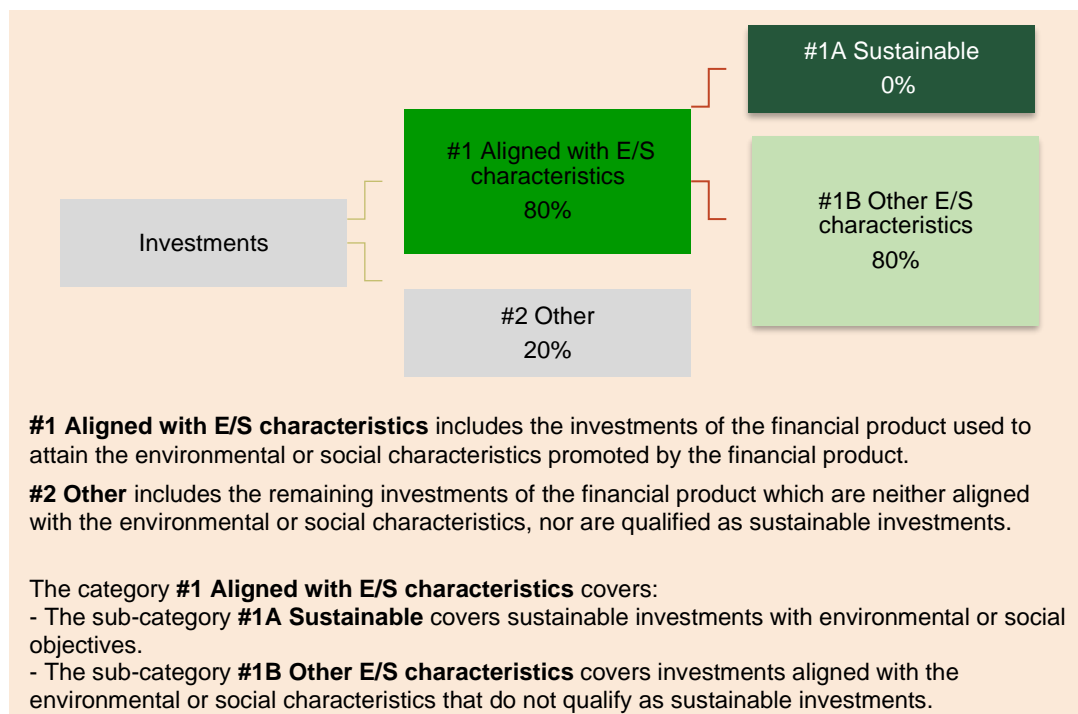 #1A Sustainable
0%
#1 Aligned with E/S
characteristics
80%
#1B Other E/S
characteristics
80%
Investments
#2 Other
20%
#1 Aligned with E/S characteristics includes the investments of the financial product used to
attain the environmental or social characteristics promoted by the financial product.
#2 Other includes the remaining investments of the financial product which are neither aligned
with the environmental or social characteristics, nor are qualified as sustainable investments.
The category #1 Aligned with E/S characteristics covers:
- The sub-category #1A Sustainable covers sustainable investments with environmental or social
objectives.
- The sub-category #1B Other E/S characteristics covers investments aligned with the
environmental or social characteristics that do not qualify as sustainable investments.